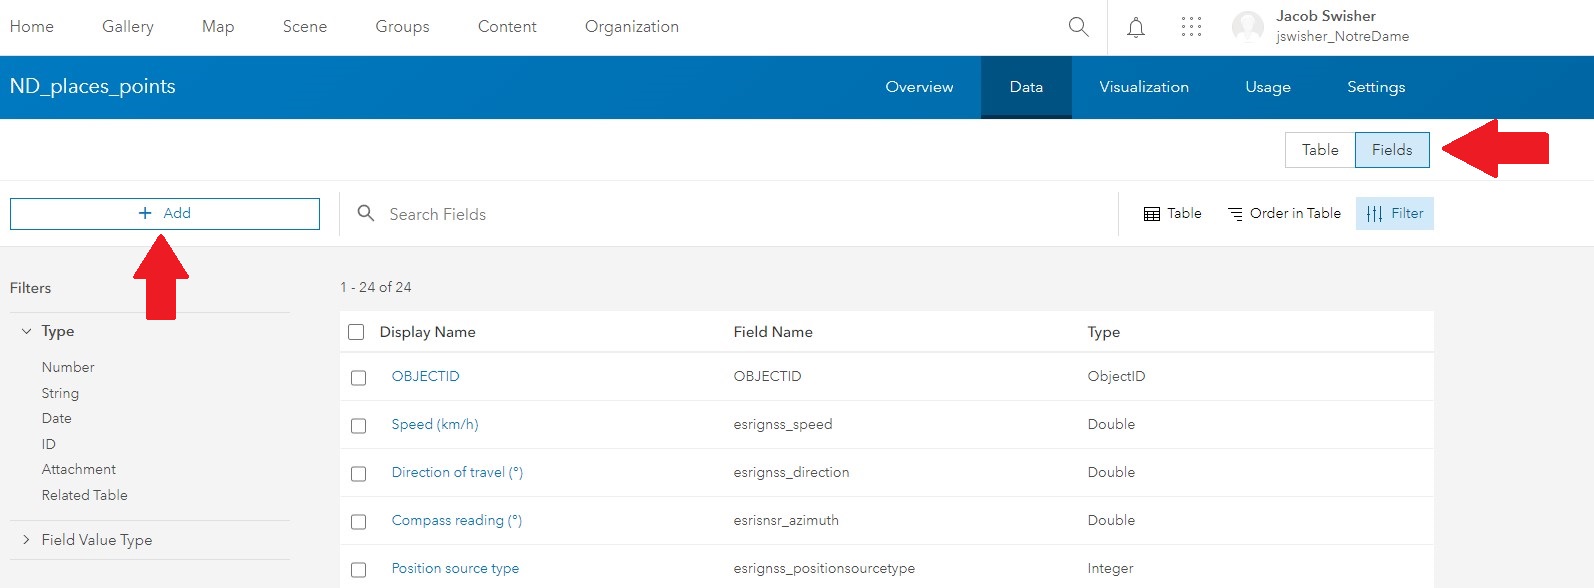 Home Gallery Map Scene Groups Content Organization
Jacob Swisher
jswisher_NotreDame
ND_places_points Overview Data Visualization Usage Settings
Table Fields
+ Add Search Fields Table Order in Table Filter
Filters 1 - 24 of 24
Type
Number
String
Date
ID
Attachment
Related Table
Field Value Type
Display Name Field Name Type
OBJECTID OBJECTID ObjectID
Speed (km/h) esrignss_speed Double
Direction of travel (°) esrignss_direction Double
Compass reading (°) esrisnsr_azimuth Double
Position source type esrignss_positionsourcetype Integer